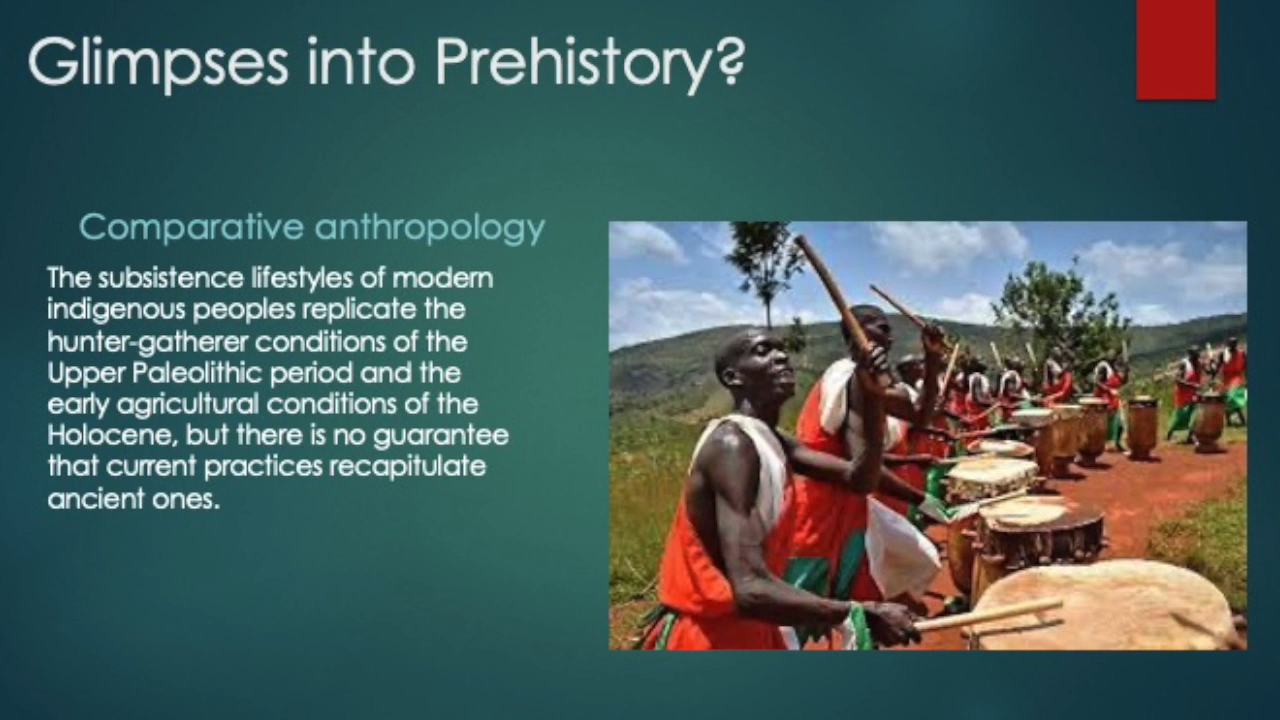 Glimpses into Prehistory?
Comparative anthropology
The subsistence lifestyles of modern
indigenous peoples replicate the
hunter-gatherer conditions of the
Upper Paleolithic period and the
early agricultural conditions of the
Holocene, but there is no guarantee
that current practices recapitulate
ancient ones.